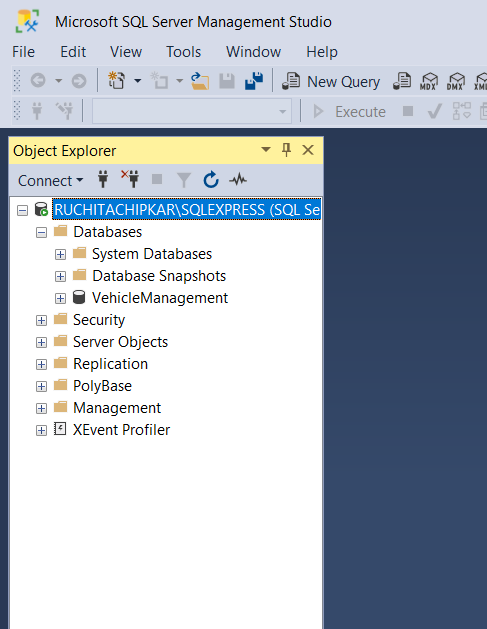 Microsoft SQL Server Management Studio
File Edit View Tools Window Help
New Query MDX DMX
Execute
Object Explorer
Connect
RUCHITACHIPKAR\SQLEXPRESS (SQL Se
Databases
System Databases
Database Snapshots
VehicleManagement
Security
Server Objects
Replication
PolyBase
Management
XEvent Profiler